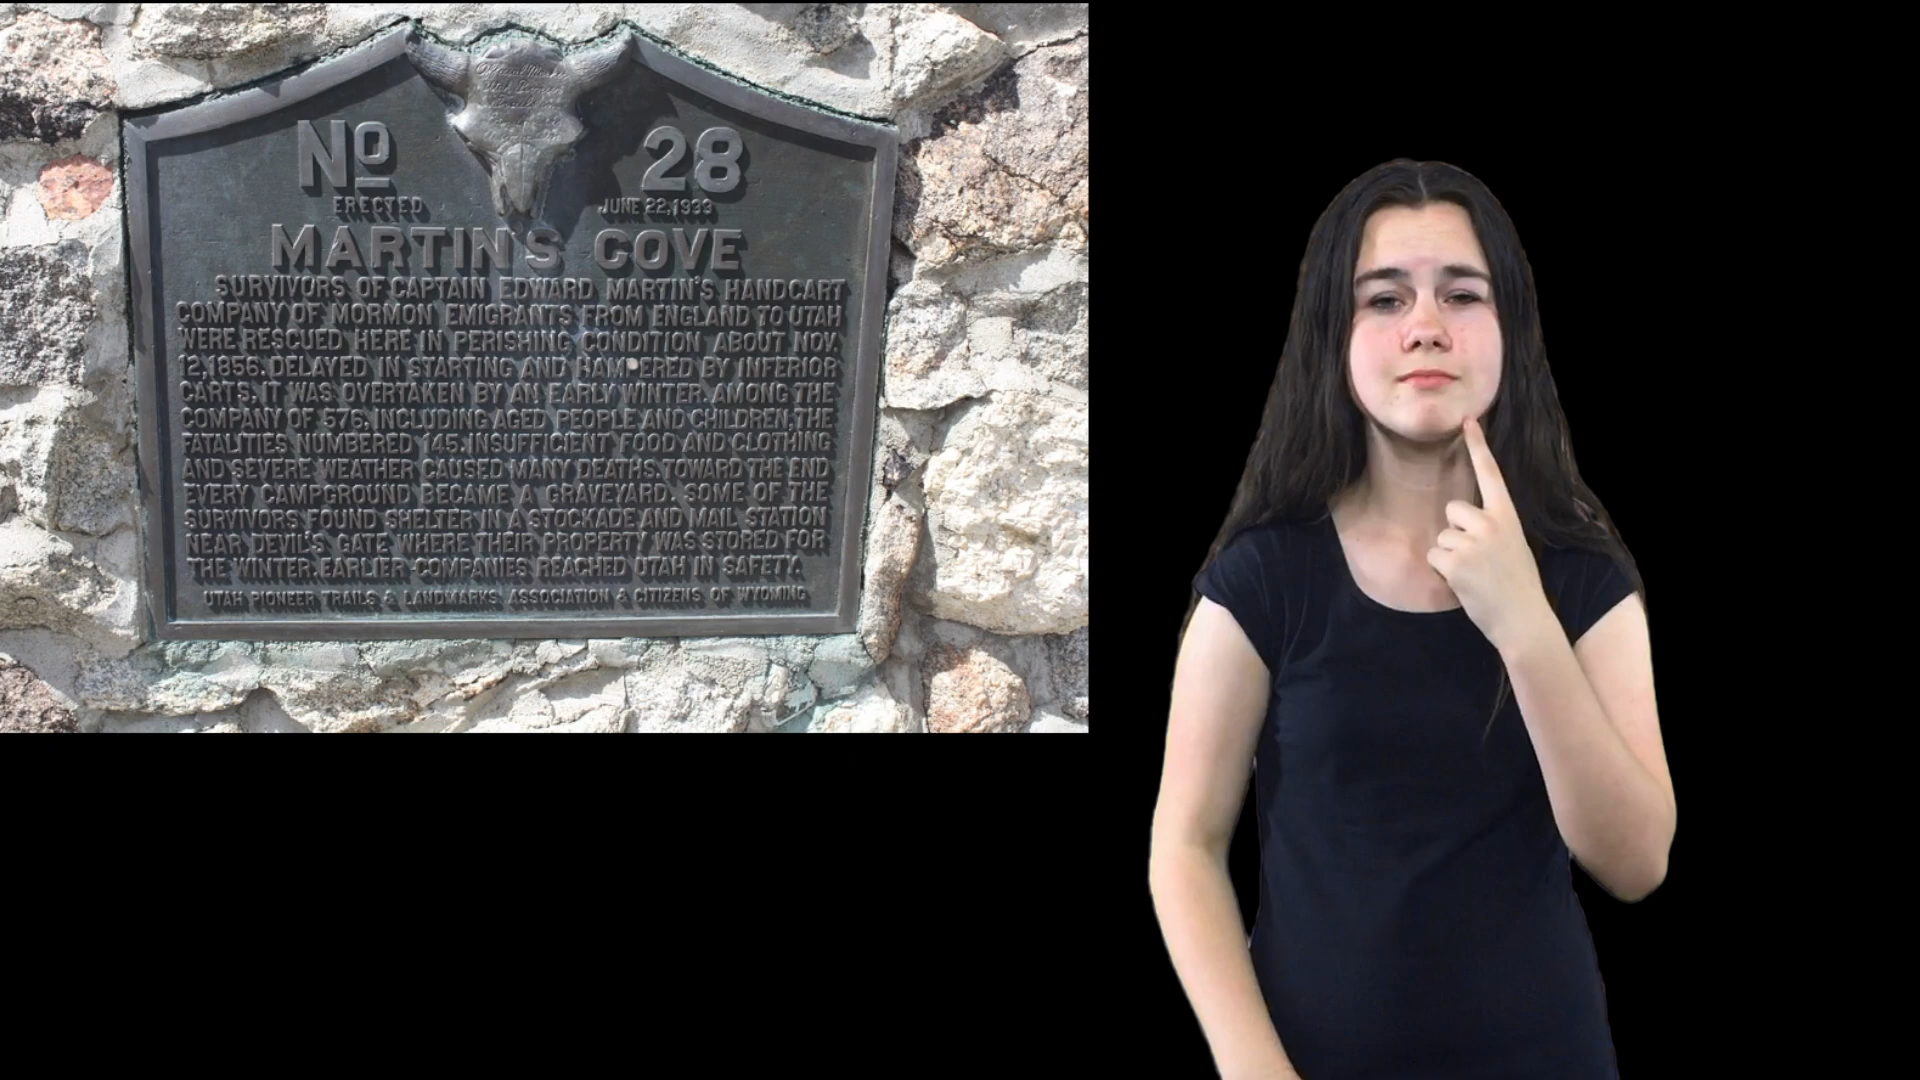 Official Marker
Utah Pioneer
Trails
No 28
ERECTED JUNE 22, 1933
MARTIN'S COVE
SURVIVORS OF CAPTAIN EDWARD MARTIN'S HANDCART
COMPANY OF MORMON EMIGRANTS FROM ENGLAND TO UTAH
WERE RESCUED HERE IN PERISHING CONDITION ABOUT NOV.
12, 1856. DELAYED IN STARTING AND HAMPERED BY INFERIOR
CARTS, IT WAS OVERTAKEN BY AN EARLY WINTER. AMONG THE
COMPANY OF 576, INCLUDING AGED PEOPLE AND CHILDREN, THE
FATALITIES NUMBERED 145. INSUFFICIENT FOOD AND CLOTHING
AND SEVERE WEATHER CAUSED MANY DEATHS. TOWARD THE END
EVERY CAMPGROUND BECAME A GRAVEYARD. SOME OF THE
SURVIVORS FOUND SHELTER IN A STOCKADE AND MAIL STATION
NEAR DEVIL'S GATE WHERE THEIR PROPERTY WAS STORED FOR
THE WINTER. EARLIER COMPANIES REACHED UTAH IN SAFETY.
UTAH PIONEER TRAILS & LANDMARKS ASSOCIATION & CITIZENS OF WYOMING